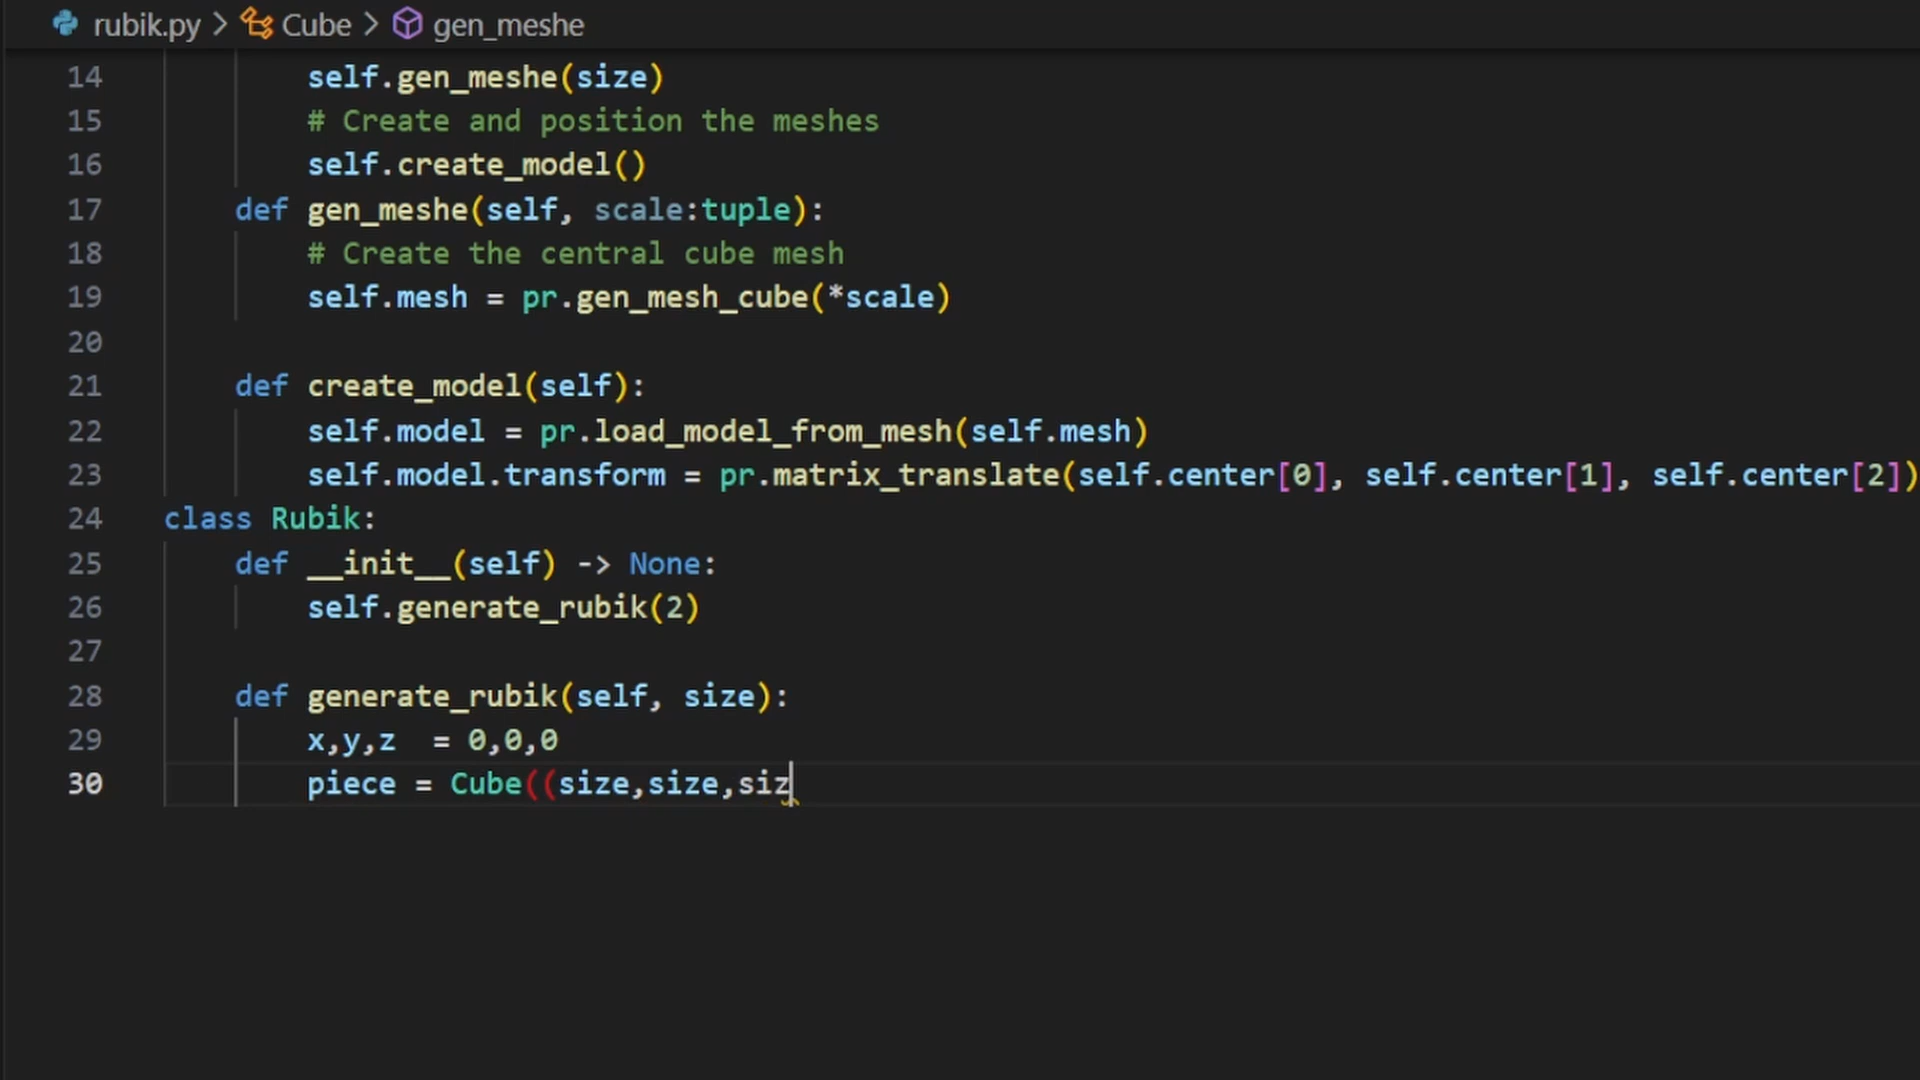 rubik.py > Cube > gen_meshe
14 self.gen_meshe(size)
15 # Create and position the meshes
16 self.create_model()
17 def gen_meshe(self, scale:tuple):
18 # Create the central cube mesh
19 self.mesh = pr.gen_mesh_cube(*scale)
20
21 def create_model(self):
22 self.model = pr.load_model_from_mesh(self.mesh)
23 self.model.transform = pr.matrix_translate(self.center[0], self.center[1], self.center[2])
24 class Rubik:
25 def __init__(self) -> None:
26 self.generate_rubik(2)
27
28 def generate_rubik(self, size):
29 x,y,z  = 0,0,0
30 piece = Cube((size,size,siz